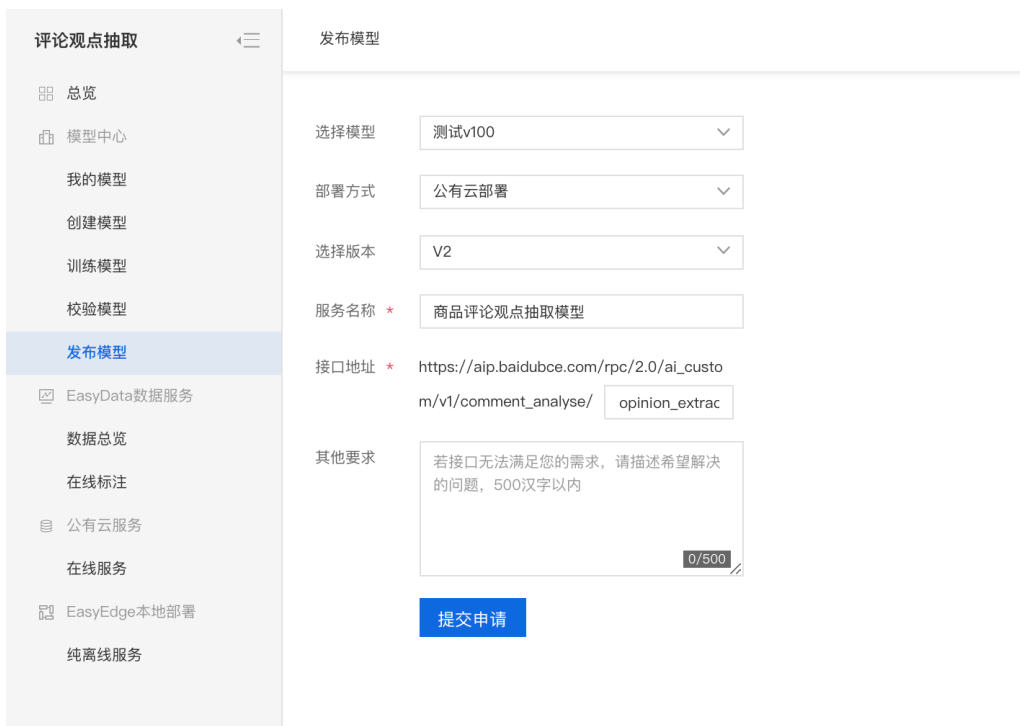 评论观点抽取
总览
模型中心
我的模型
创建模型
训练模型
校验模型
发布模型
EasyData数据服务
数据总览
在线标注
公有云服务
在线服务
EasyEdge本地部署
纯离线服务
发布模型
选择模型 测试v100
部署方式 公有云部署
选择版本 V2
服务名称 * 商品评论观点抽取模型
接口地址 * https://aip.baidubce.com/rpc/2.0/ai_custo
m/v1/comment_analyse/ opinion_extrac
其他要求 若接口无法满足您的需求，请描述希望解决
的问题，500汉字以内
0/500
提交申请